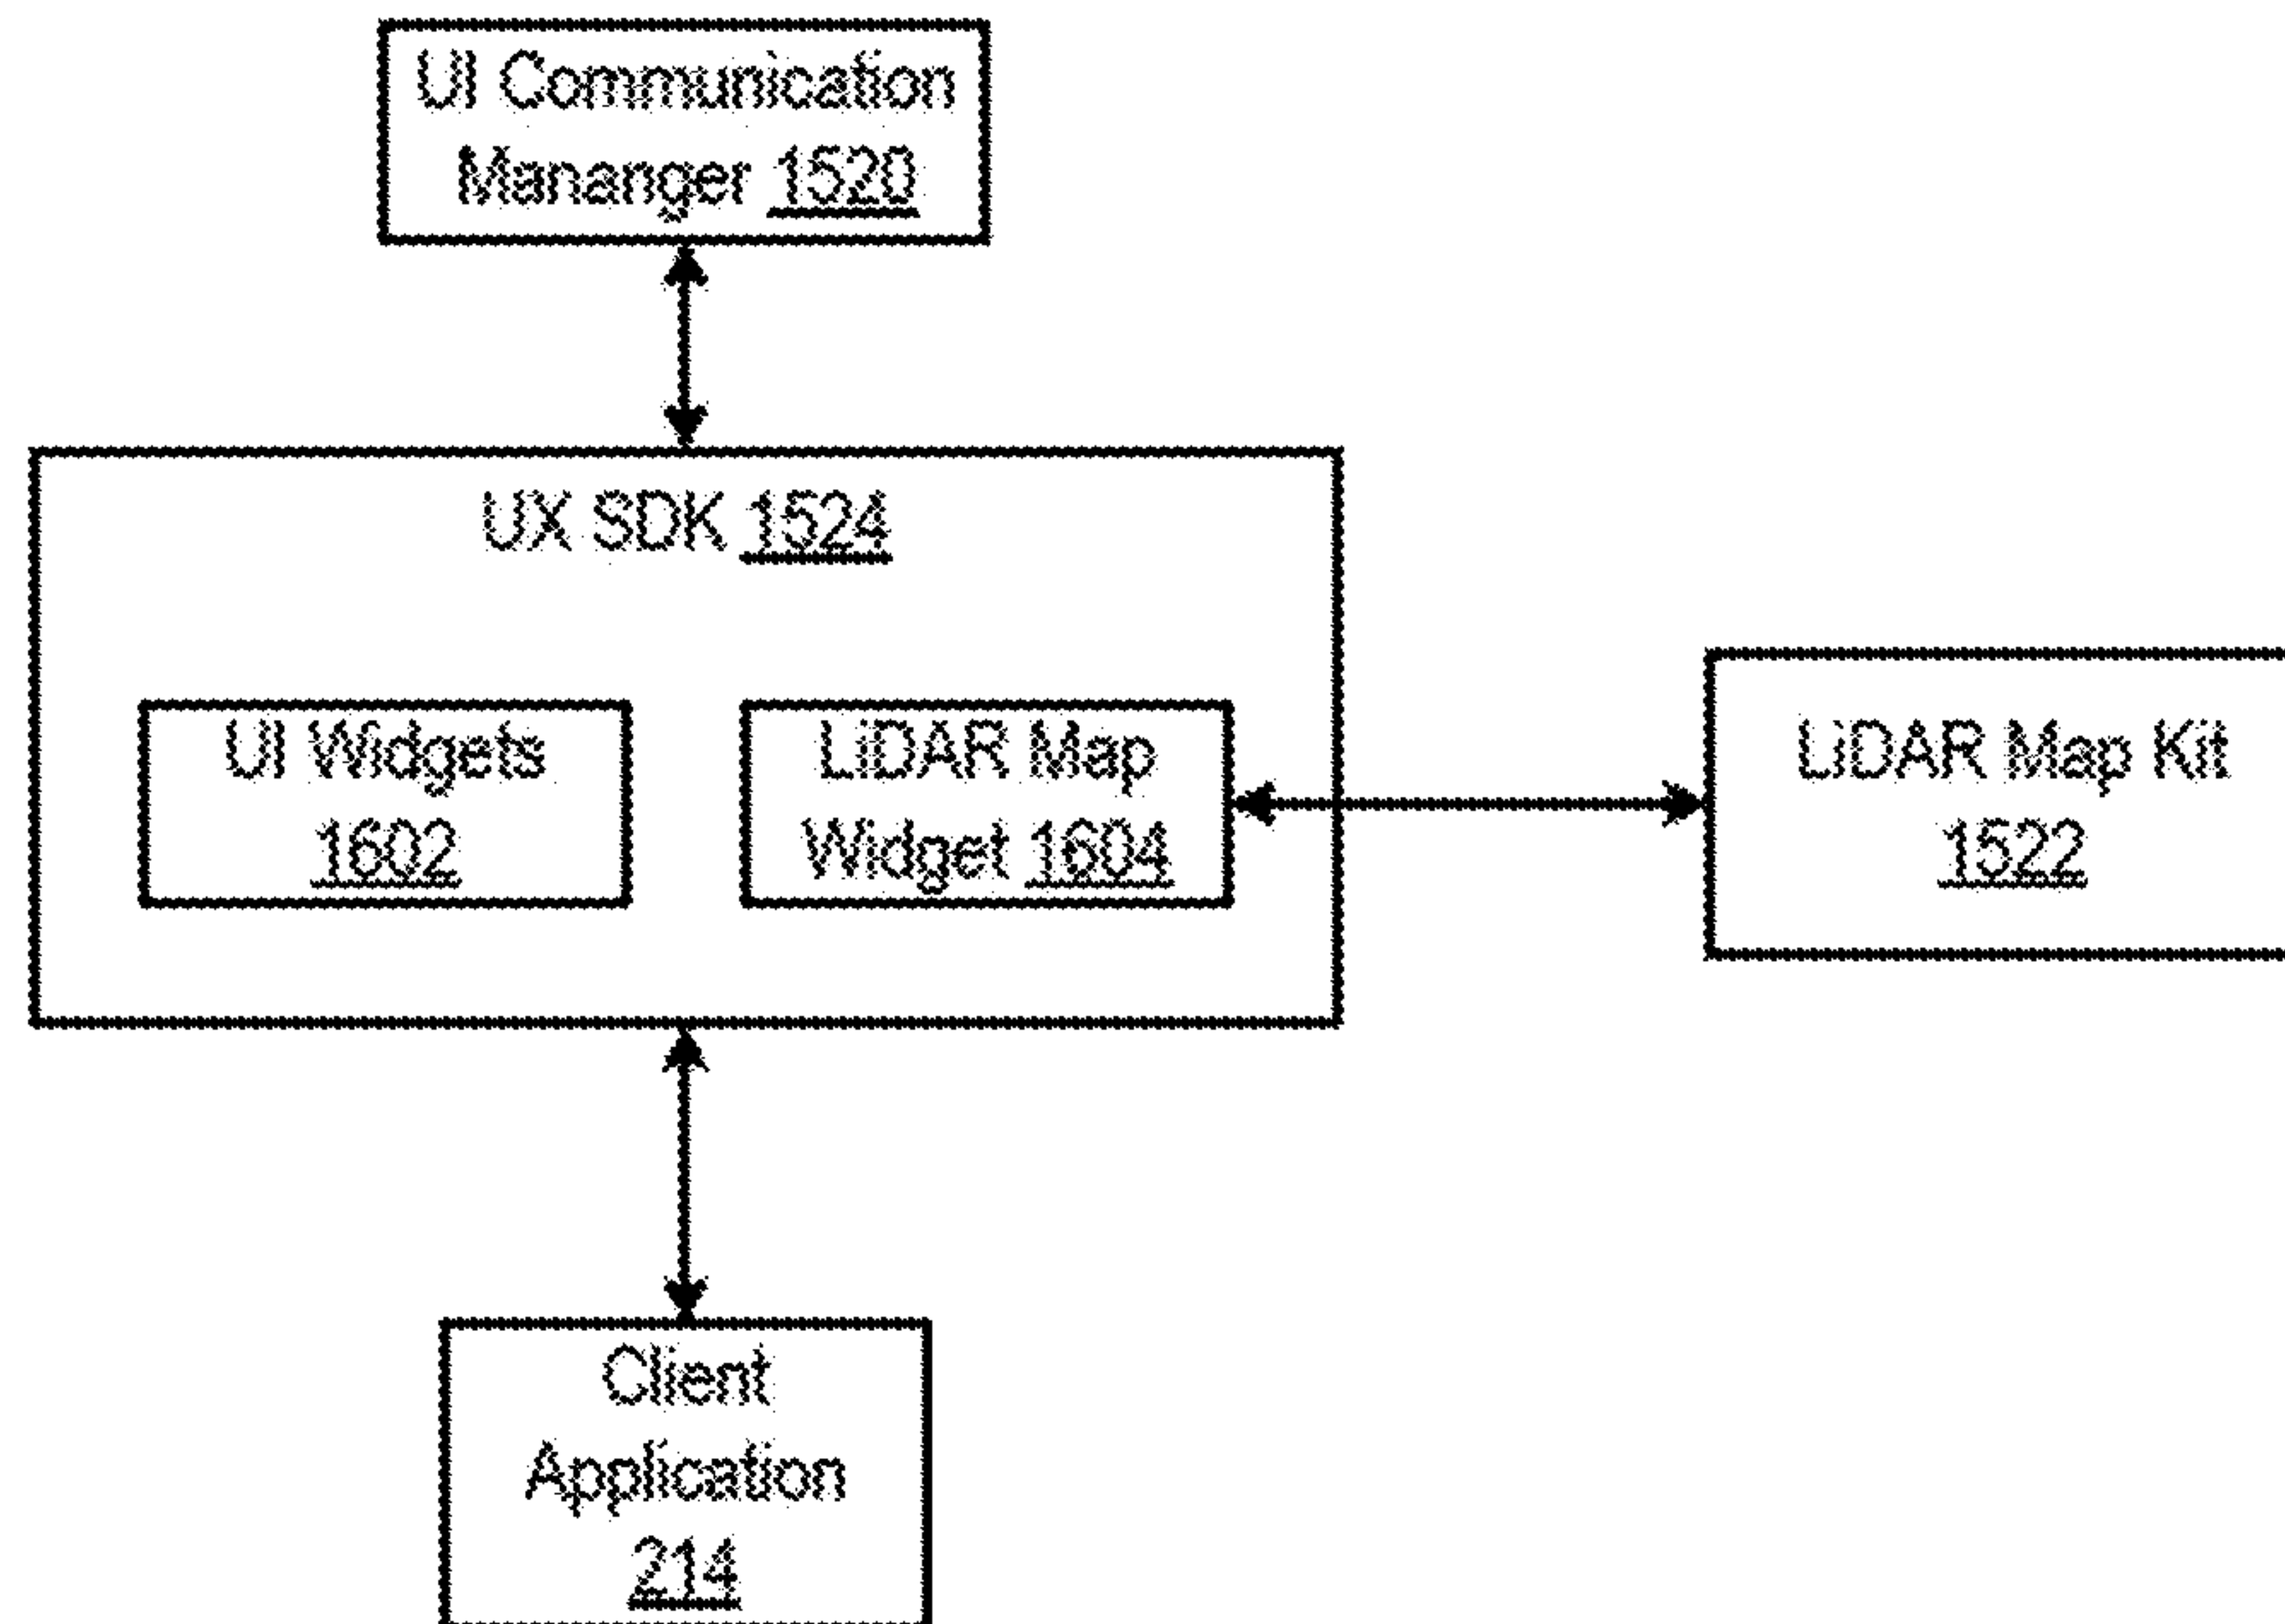 UI Communication
Mananger 1520
UX SDK 1524
UI Widgets
1602
LiDAR Map
Widget 1604
LiDAR Map Kit
1522
Client
Application
214